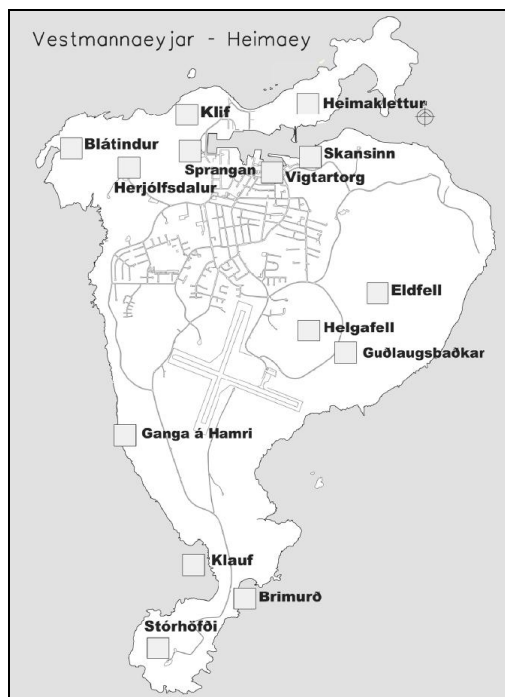 Vestmannaeyjar - Heimaey
Heimaklettur
Klif
Blátindur
Skansinn
Sprangan
Vigtartorg
Herjólfsdalur
Eldfell
Helgafell
Guðlaugsbaðkar
Ganga á Hamri
Klauf
Brimurð
Stórhöfði